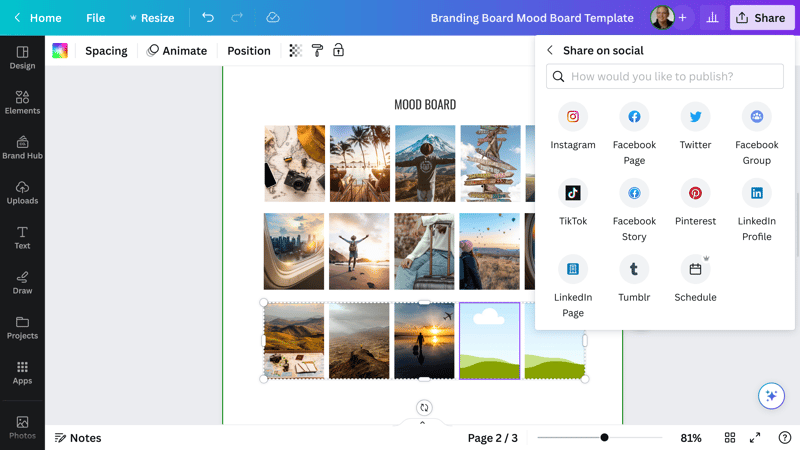 Home
File
Resize
Branding Board Mood Board Template
Share
Design
Elements
Brand Hub
Uploads
Text
Draw
Projects
Apps
Photos
Spacing
Animate
Position
MOOD BOARD
Share on social
How would you like to publish?
Instagram
Facebook
Page
Twitter
Facebook
Group
TikTok
Facebook
Story
Pinterest
LinkedIn
Profile
LinkedIn
Page
Tumblr
Schedule
Notes
Page 2 / 3
81%